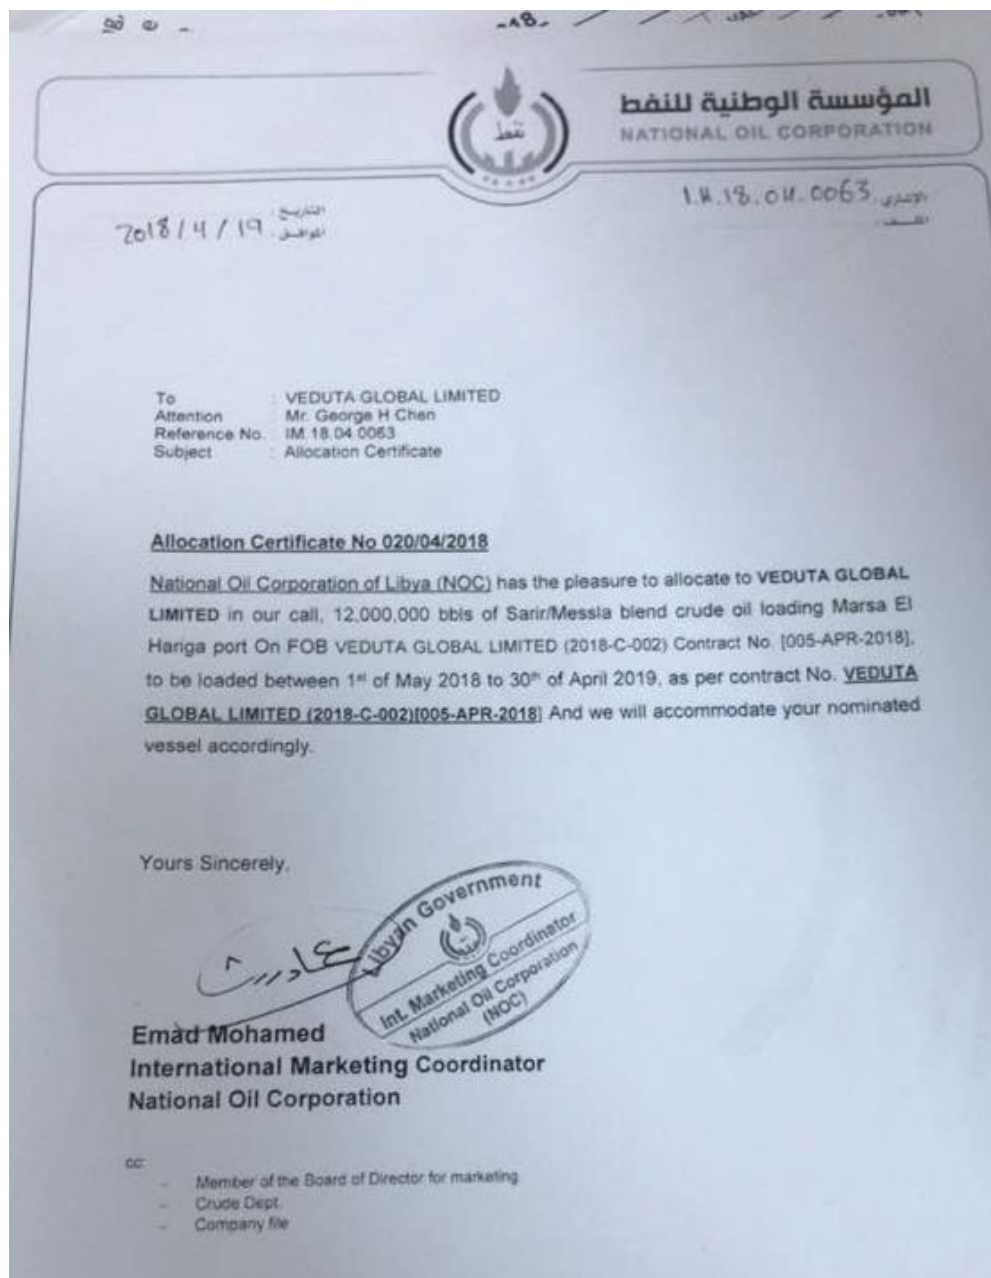 -18-
المؤسسة الوطنية للنفط
NATIONAL OIL CORPORATION
نفط
الإشاري I.M.18.04.0063
الملف :
التاريخ :
الموافق : 2018/4/19
To : VEDUTA GLOBAL LIMITED
Attention : Mr. George H Chen
Reference No. : IM.18.04.0063
Subject : Allocation Certificate
Allocation Certificate No 020/04/2018
National Oil Corporation of Libya (NOC) has the pleasure to allocate to VEDUTA GLOBAL
LIMITED in our call, 12,000,000 bbls of Sarir/Messla blend crude oil loading Marsa El
Hariga port On FOB VEDUTA GLOBAL LIMITED (2018-C-002) Contract No. [005-APR-2018],
to be loaded between 1st of May 2018 to 30th of April 2019, as per contract No. VEDUTA
GLOBAL LIMITED (2018-C-002)[005-APR-2018] And we will accommodate your nominated
vessel accordingly.
Yours Sincerely,
Libyan Government
Int. Marketing Coordinator
National Oil Corporation
(NOC)
Emad Mohamed
International Marketing Coordinator
National Oil Corporation
cc:
- Member of the Board of Director for marketing
- Crude Dept.
- Company file